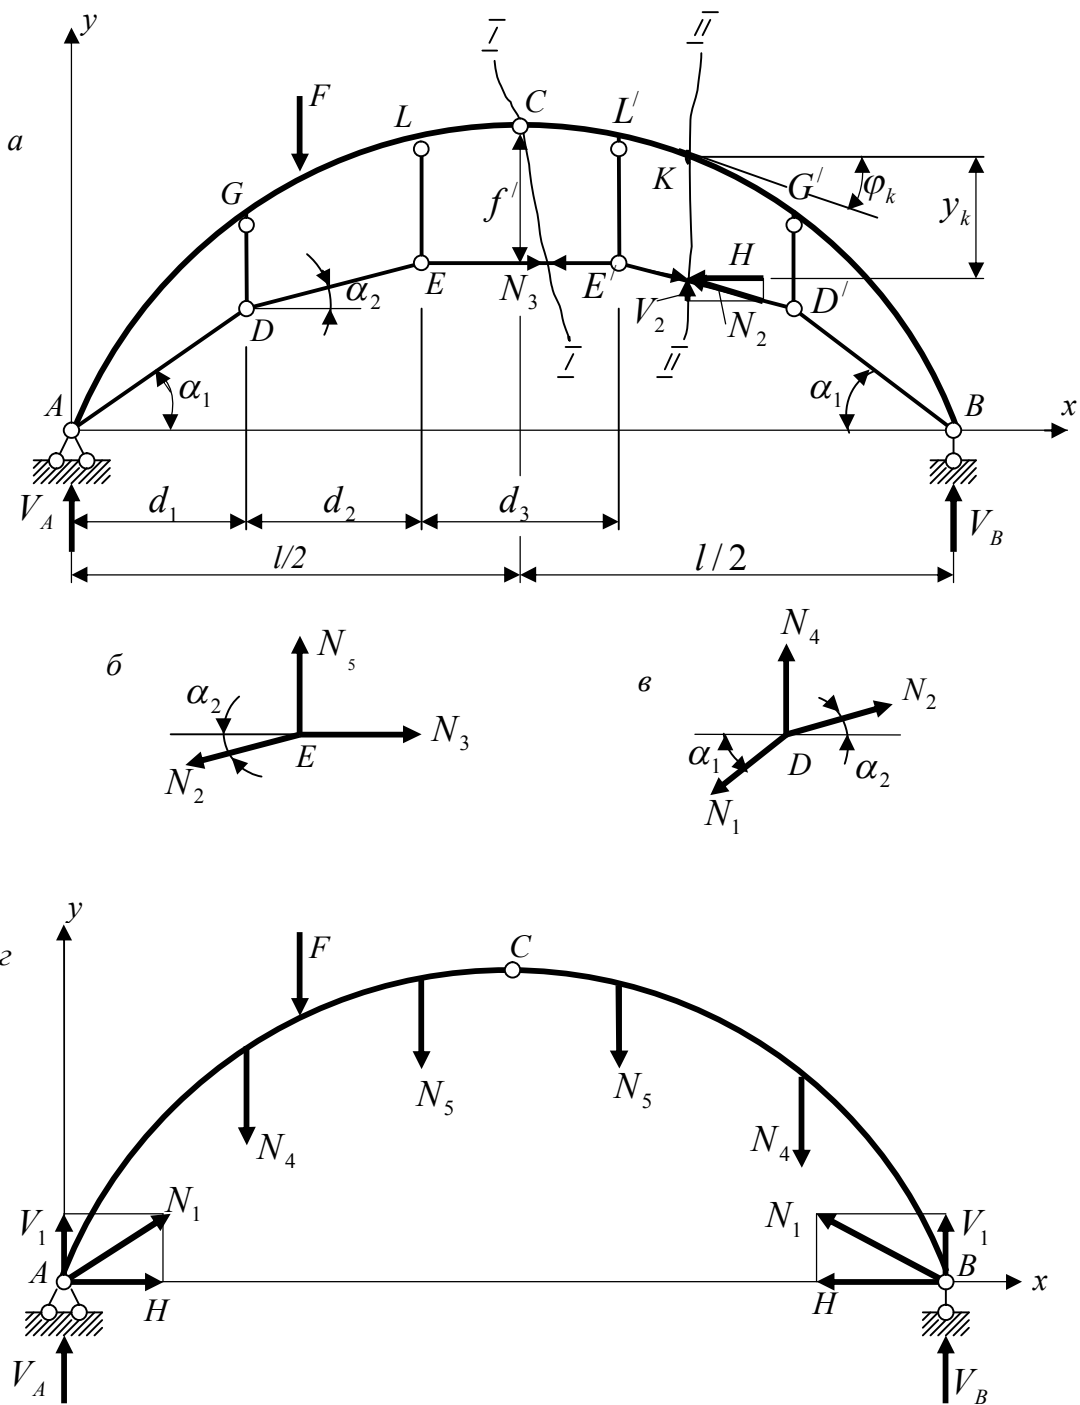 y
I II
F
L C L/
а
G K G/ φk yk
f/
H
α2 E N3 E/ V2 N2 D/
D
I II
A α1 α1 B x
VA d1 d2 d3 VB
l/2 l/2
б N5 в N4
α2 N3 N2
E α1 D α2
N2 N1
y
г F C
N5 N5
N4 N4
V1 N1 N1 V1
A B x
H H
VA VB